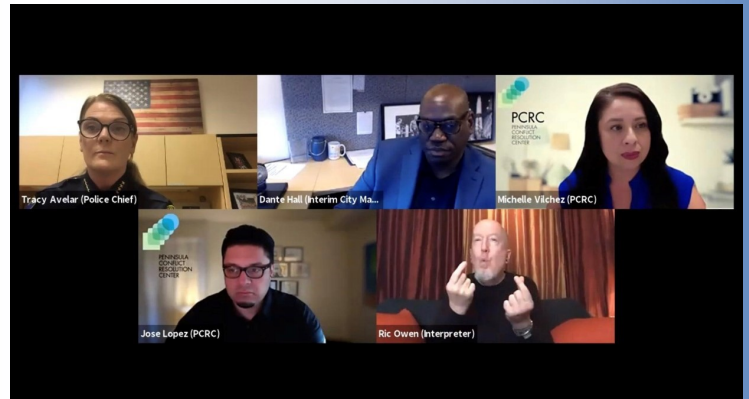 PCRC
PENINSULA
CONFLICT
RESOLUTION
CENTER
Tracy Avelar (Police Chief)
Dante Hall (Interim City Ma...
Michelle Vilchez (PCRC)
PENINSULA
CONFLICT
RESOLUTION
CENTER
Jose Lopez (PCRC)
Ric Owen (Interpreter)